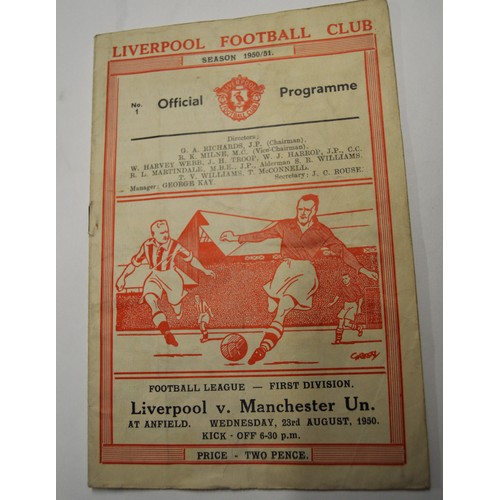 LIVERPOOL FOOTBALL CLUB
SEASON 1950/51.
No. 1 Official Programme
Directors:
G. A. RICHARDS, J.P. (Chairman).
R. R. MILNE, M.C. (Vice-Chairman).
W. HARVEY WEBB, J. H. TROOP, W. J. HARROP, J.P., C.C.
R. L. MARTINDALE, M.B.E., J.P., Alderman S. R. WILLIAMS.
T. V. WILLIAMS, T. McCONNELL.
Manager: GEORGE KAY. Secretary: J. C. ROUSE.
FOOTBALL LEAGUE — FIRST DIVISION.
Liverpool v. Manchester Un.
AT ANFIELD. WEDNESDAY, 23rd AUGUST, 1950.
KICK - OFF 6-30 p.m.
PRICE - TWO PENCE.